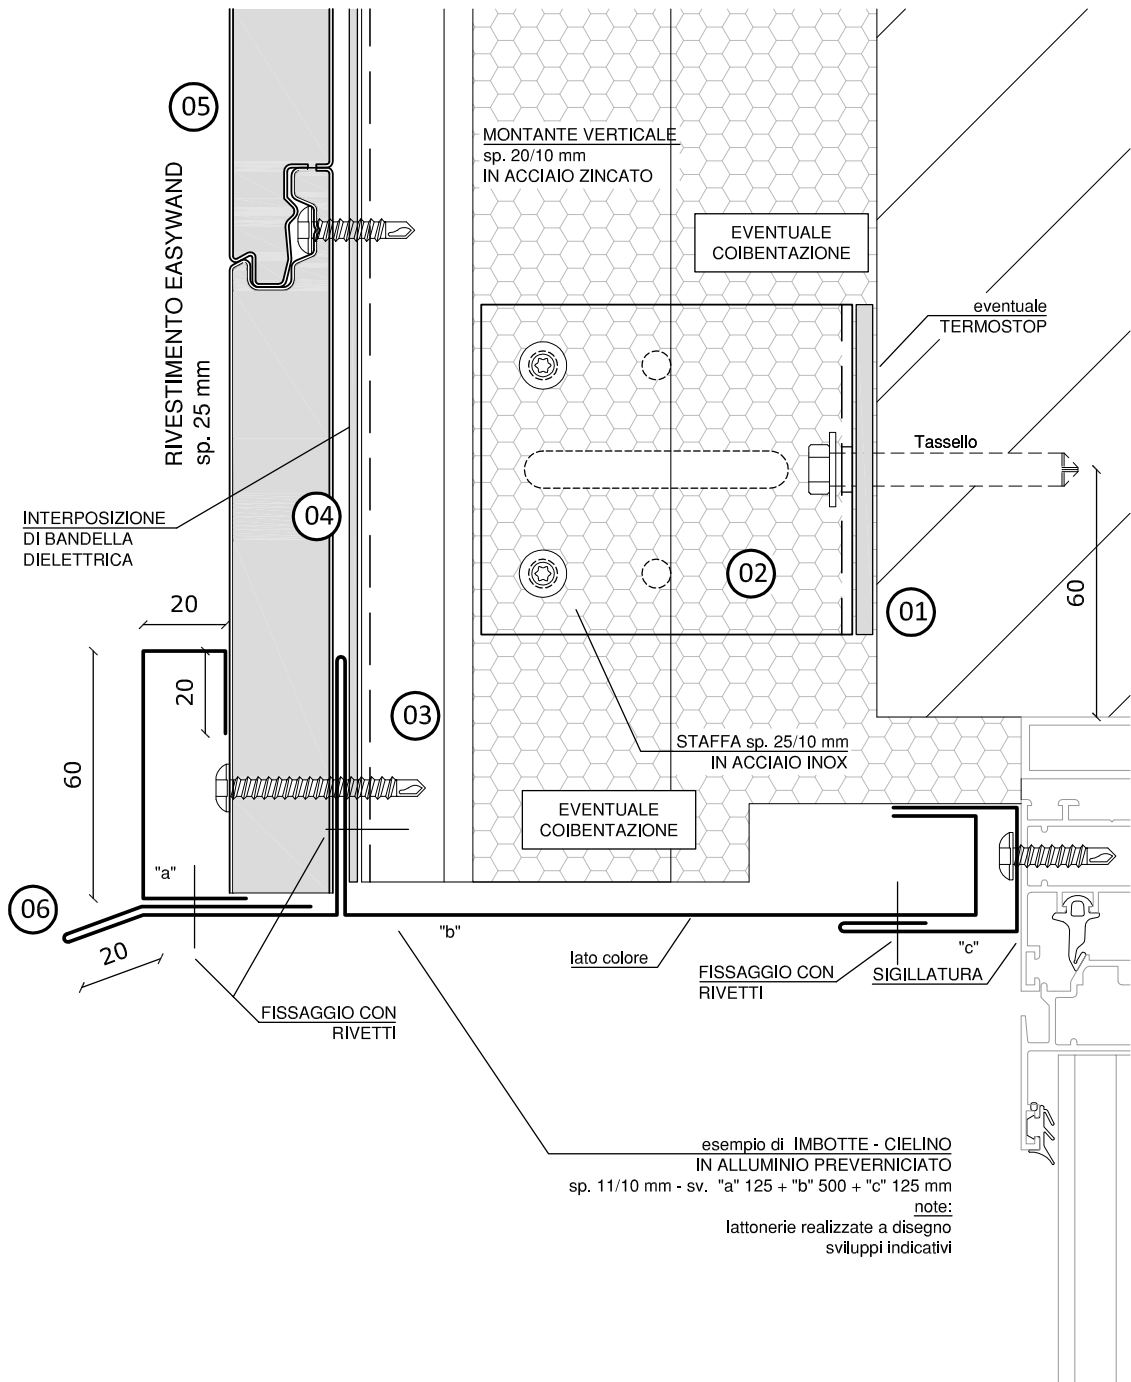 05
RIVESTIMENTO EASYWAND
sp. 25 mm
MONTANTE VERTICALE
sp. 20/10 mm
IN ACCIAIO ZINCATO
EVENTUALE
COIBENTAZIONE
eventuale
TERMOSTOP
Tassello
INTERPOSIZIONE
DI BANDELLA
DIELETTRICA
04
02
01
60
20
20
60
03
STAFFA sp. 25/10 mm
IN ACCIAIO INOX
EVENTUALE
COIBENTAZIONE
"a"
06
20
"b"
lato colore
"c"
FISSAGGIO CON
RIVETTI
SIGILLATURA
FISSAGGIO CON
RIVETTI
esempio di IMBOTTE - CIELINO
IN ALLUMINIO PREVERNICIATO
sp. 11/10 mm - sv. "a" 125 + "b" 500 + "c" 125 mm
note:
lattonerie realizzate a disegno
sviluppi indicativi